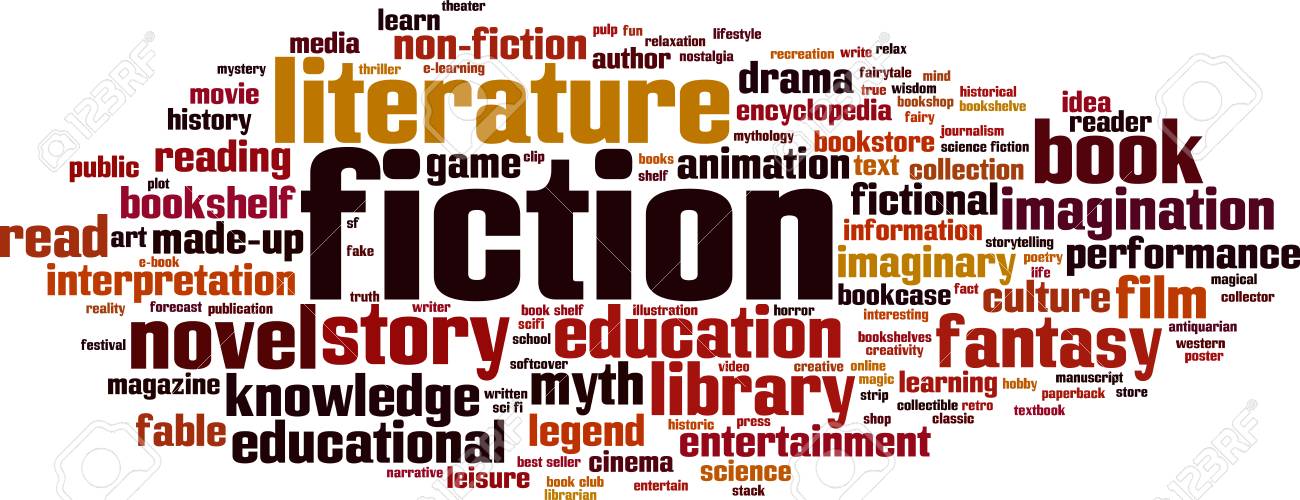 theater
learn
pulp fun
lifestyle
media
non-fiction
author
relaxation
nostalgia
recreation write relax
mystery
thriller
e-learning
literature
drama
fairytale
mind
true wisdom
historical
movie
encyclopedia
bookshop
bookshelve
idea
history
fairy
reader
mythology
bookstore
journalism
science fiction
book
public
reading
game
clip
books
shelf
animation
text
collection
plot
fiction
bookshelf
fictional
imagination
sf
read
art
made-up
fake
information
storytelling
performance
e-book
imaginary
poetry
life
interpretation
magical
truth
bookcase
fact
culture
film
collector
reality
forecast
publication
writer
book shelf
illustration
horror
interesting
novel
story
scifi
school
education
fantasy
antiquarian
festival
bookshelves
creativity
western
poster
softcover
video
creative
online
magazine
knowledge
written
sci fi
myth
library
magic
strip
learning
hobby
manuscript
paperback
store
collectible
retro
textbook
fable
educational
legend
historic
press
shop
classic
entertainment
narrative
leisure
best seller
cinema
science
book club
librarian
entertain
stack
123RF